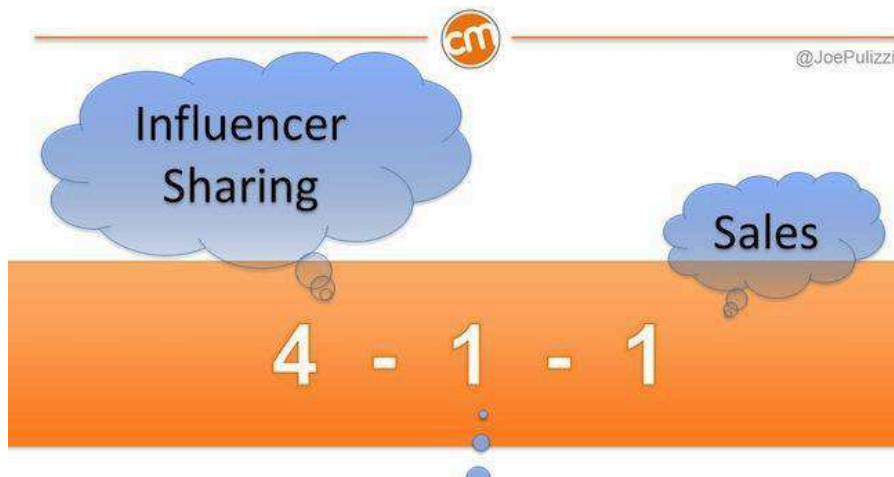 cm
@JoePulizzi
Influencer
Sharing
Sales
4 - 1 - 1